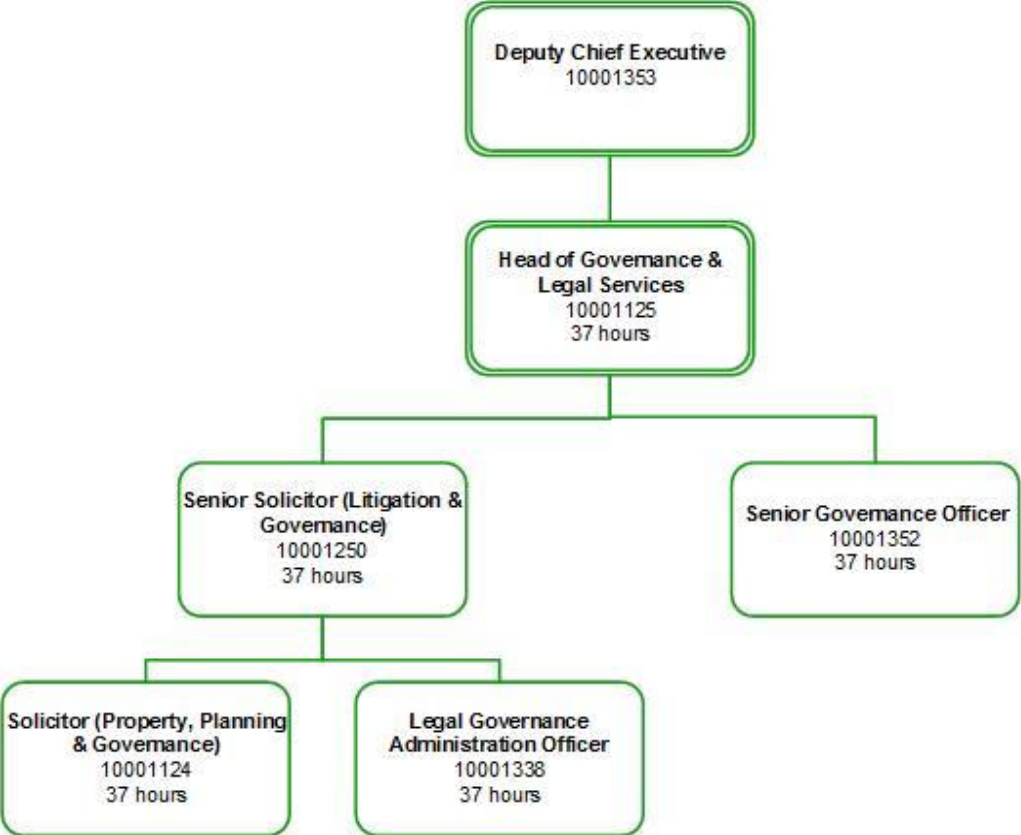 Deputy Chief Executive
10001353
Head of Governance &
Legal Services
10001125
37 hours
Senior Solicitor (Litigation &
Governance)
10001250
37 hours
Senior Governance Officer
10001352
37 hours
Solicitor (Property, Planning
& Governance)
10001124
37 hours
Legal Governance
Administration Officer
10001338
37 hours